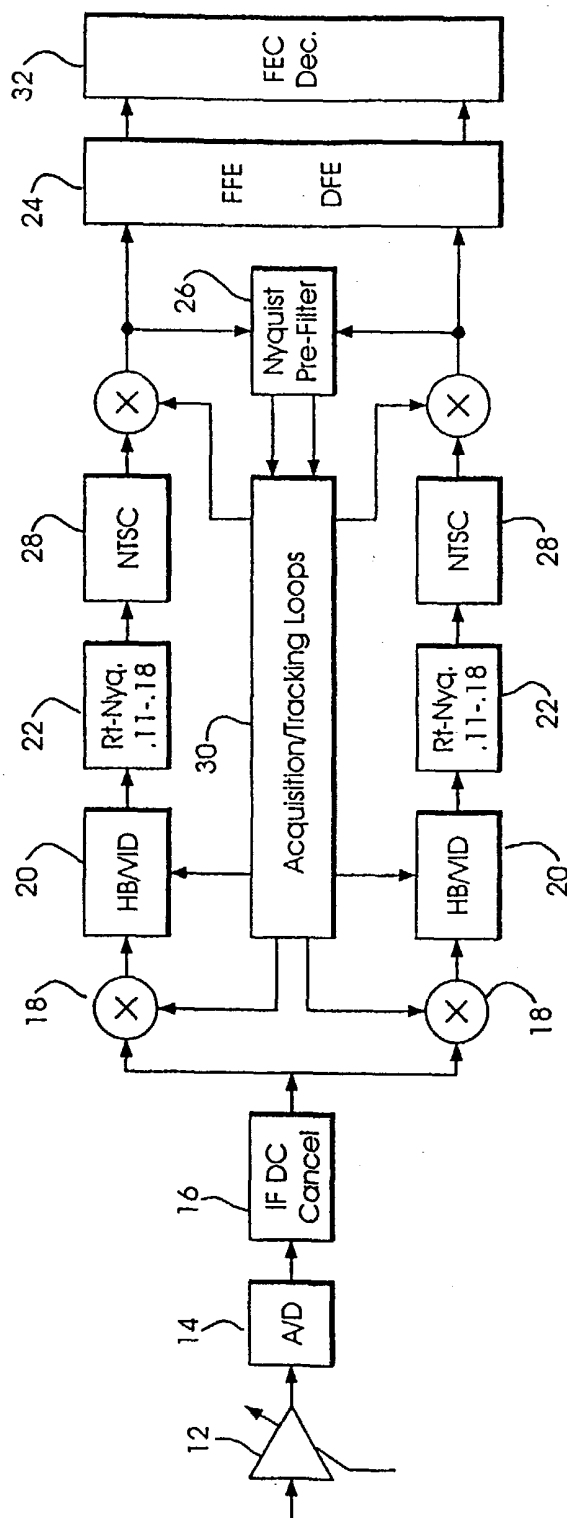 12
14
A/D
16
IF DC
Cancel
18
18
20
HB/VID
20
HB/VID
22
Rt-Nyq.
.11-.18
22
Rt-Nyq.
.11-.18
28
NTSC
28
NTSC
30
Acquisition/Tracking Loops
26
Nyquist
Pre-Filter
24
FFE
DFE
32
FEC
Dec.